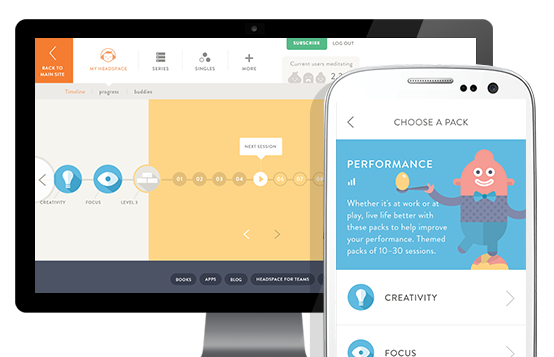 SUBSCRIBE LOG OUT
BACK TO
MAIN SITE
MY HEADSPACE
SERIES
SINGLES
MORE
Current users meditating
Timeline progress buddies
NEXT SESSION
01 02 03 04 06 07
CREATIVITY FOCUS LEVEL 3
BOOKS APPS BLOG HEADSPACE FOR TEAMS
CHOOSE A PACK
PERFORMANCE
Whether it's at work or at
play, live life better with
these packs to help improve
your performance. Themed
packs of 10–30 sessions.
CREATIVITY
FOCUS